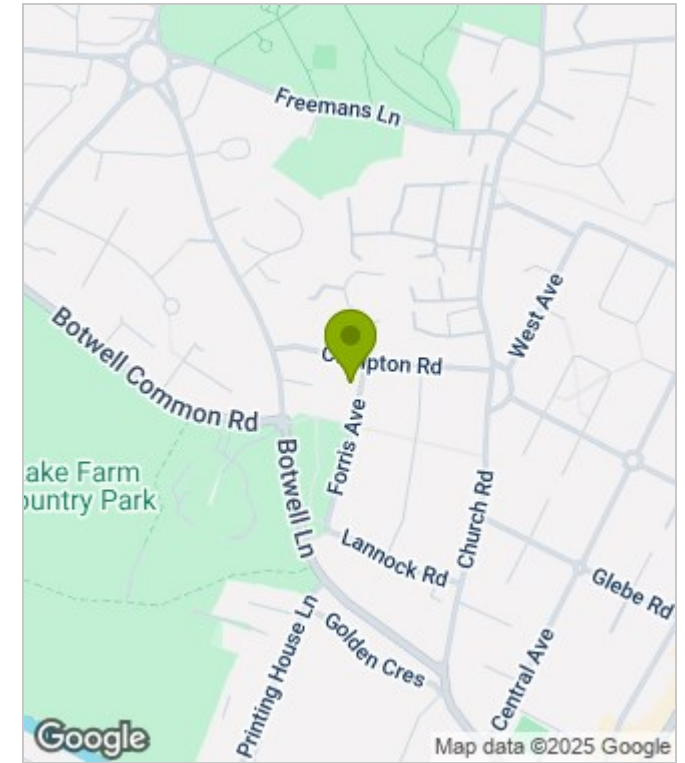 Freemans Ln
West Ave
Botwell Common Rd
pton Rd
Forris Ave
ake Farm
ountry Park
Botwell Ln
Church Rd
Lannock Rd
Glebe Rd
Printing House Ln
Golden Cres
Central Ave
Google
Map data ©2025 Google